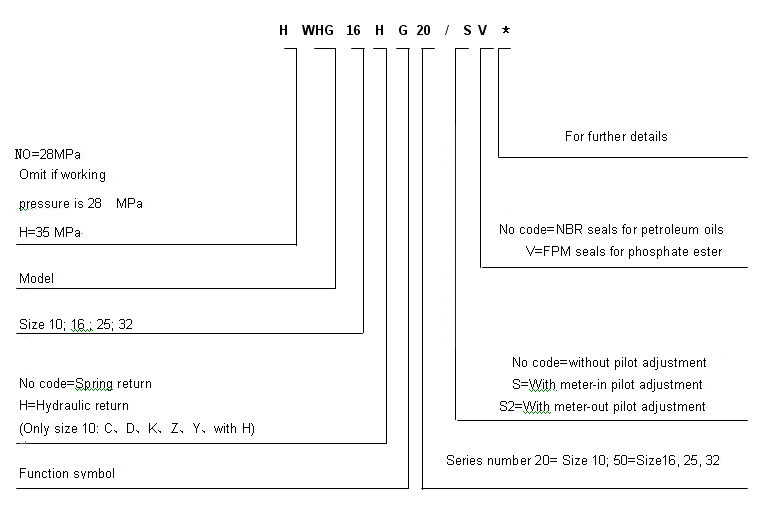 H WHG 16 H G 20 / S V *
For further details
NO=28MPa
Omit if working
pressure is 28 MPa
H=35 MPa
No code=NBR seals for petroleum oils
V=FPM seals for phosphate ester
Model
Size 10; 16 ; 25; 32
No code=without pilot adjustment
S=With meter-in pilot adjustment
S2=With meter-out pilot adjustment
No code=Spring return
H=Hydraulic return
(Only size 10: C、D、K、Z、Y、with H)
Series number 20= Size 10; 50=Size16, 25, 32
Function symbol